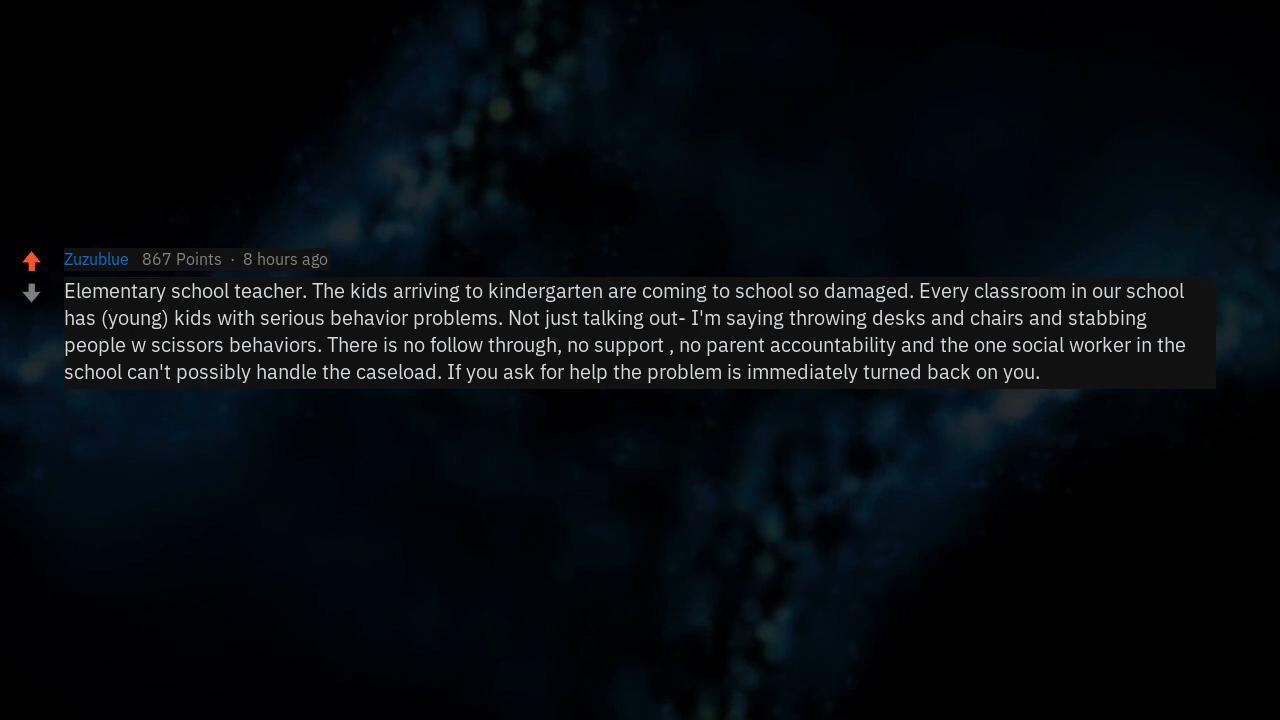 Zuzublue 867 Points · 8 hours ago
Elementary school teacher. The kids arriving to kindergarten are coming to school so damaged. Every classroom in our school
has (young) kids with serious behavior problems. Not just talking out- I'm saying throwing desks and chairs and stabbing
people w scissors behaviors. There is no follow through, no support , no parent accountability and the one social worker in the
school can't possibly handle the caseload. If you ask for help the problem is immediately turned back on you.